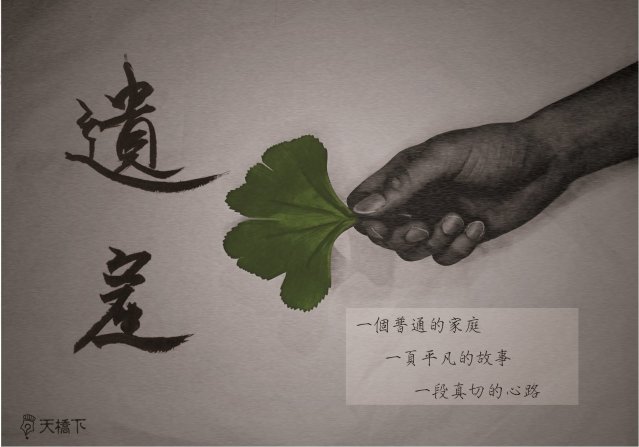 遺
一個普通的家庭
一頁平凡的故事
一段真切的心路
天橋下